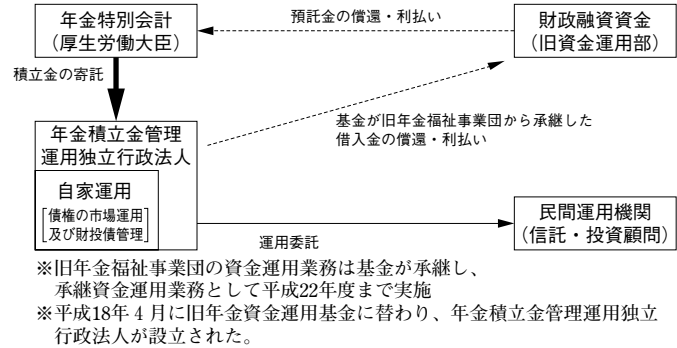 年金特別会計
（厚生労働大臣）
預託金の償還・利払い
財政融資資金
（旧資金運用部）
積立金の寄託
基金が旧年金福祉事業団から承継した
借入金の償還・利払い
年金積立金管理
運用独立行政法人
自家運用
債権の市場運用
及び財投債管理
運用委託
民間運用機関
（信託・投資顧問）
※旧年金福祉事業団の資金運用業務は基金が承継し、
承継資金運用業務として平成22年度まで実施
※平成18年４月に旧年金資金運用基金に替わり、年金積立金管理運用独立
行政法人が設立された。